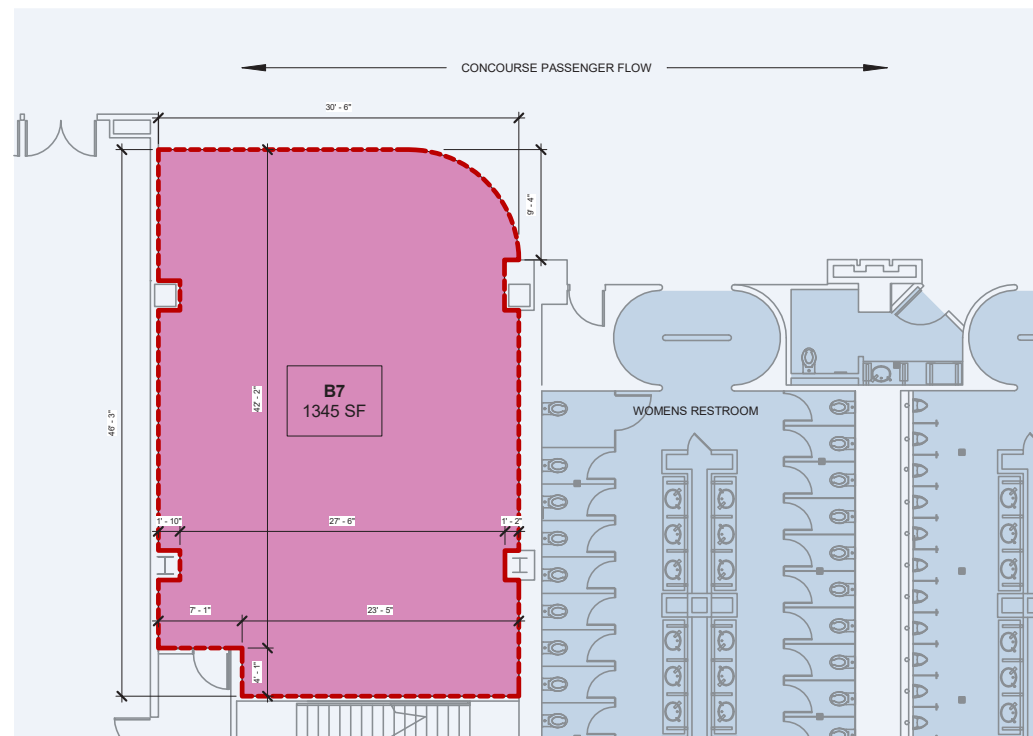 CONCOURSE PASSENGER FLOW
30' - 6"
9' - 4"
46' - 3"
42' - 2"
B7
1345 SF
WOMENS RESTROOM
1' - 10"
27' - 6"
1' - 2"
7' - 1"
23' - 5"
4' - 1"